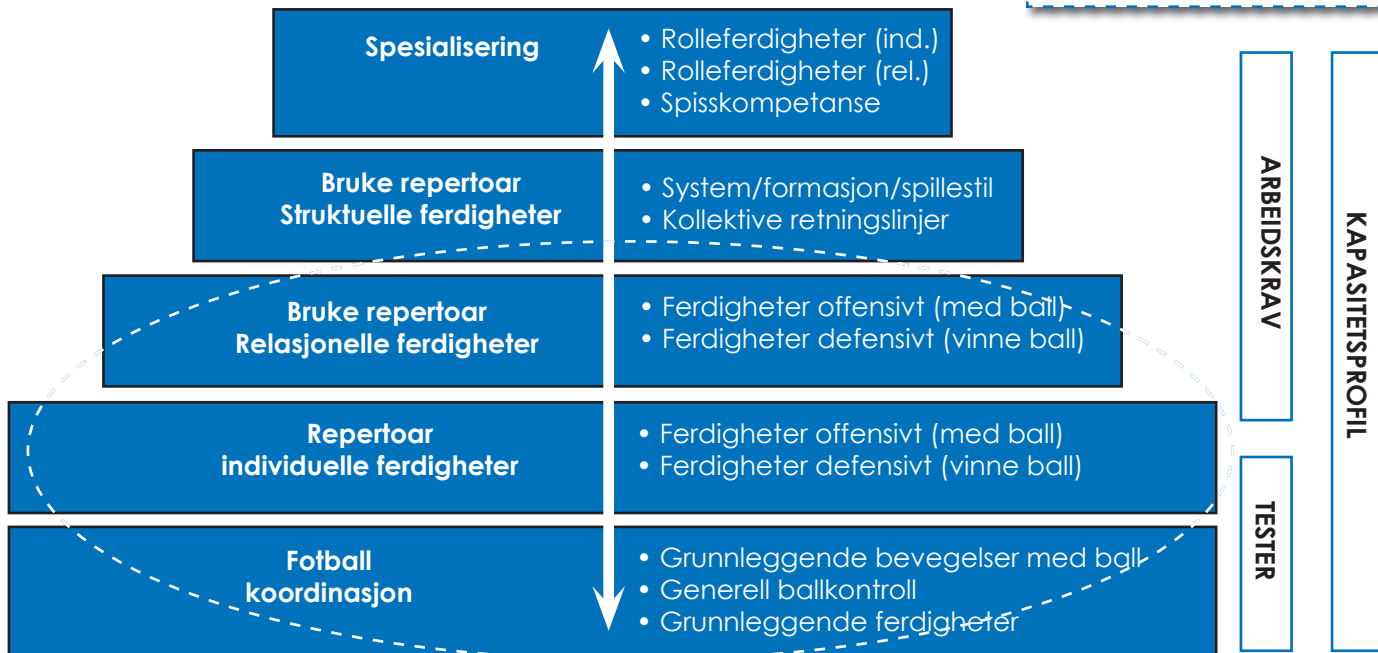 Spesialisering
• Rolleferdigheter (ind.)
• Rolleferdigheter (rel.)
• Spisskompetanse
Bruke repertoar
Struktuelle ferdigheter
• System/formasjon/spillestil
• Kollektive retningslinjer
Bruke repertoar
Relasjonelle ferdigheter
• Ferdigheter offensivt (med ball)
• Ferdigheter defensivt (vinne ball)
Repertoar
individuelle ferdigheter
• Ferdigheter offensivt (med ball)
• Ferdigheter defensivt (vinne ball)
Fotball
koordinasjon
• Grunnleggende bevegelser med ball
• Generell ballkontroll
• Grunnleggende ferdigheter
ARBEIDSKRAV
TESTER
KAPASITETSPROFIL